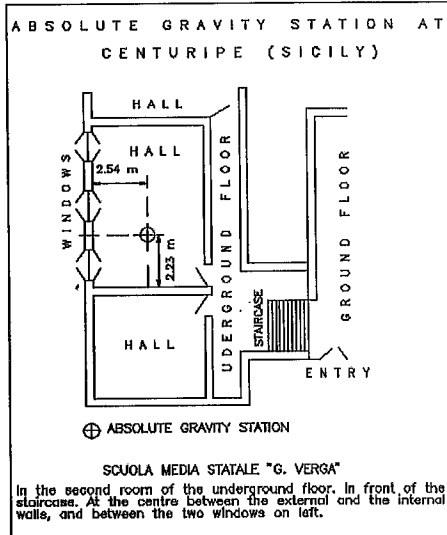 ABSOLUTE GRAVITY STATION AT
CENTURIPE (SICILY)
HALL
HALL
2.54 m
WINDOWS
2.23 m
UDERGROUND FLOOR
GROUND FLOOR
STAIRCASE
HALL
ENTRY
ABSOLUTE GRAVITY STATION
SCUOLA MEDIA STATALE "G. VERGA"
In the second room of the underground floor. In front of the
staircase. At the centre between the external and the internal
walls, and between the two windows on left.